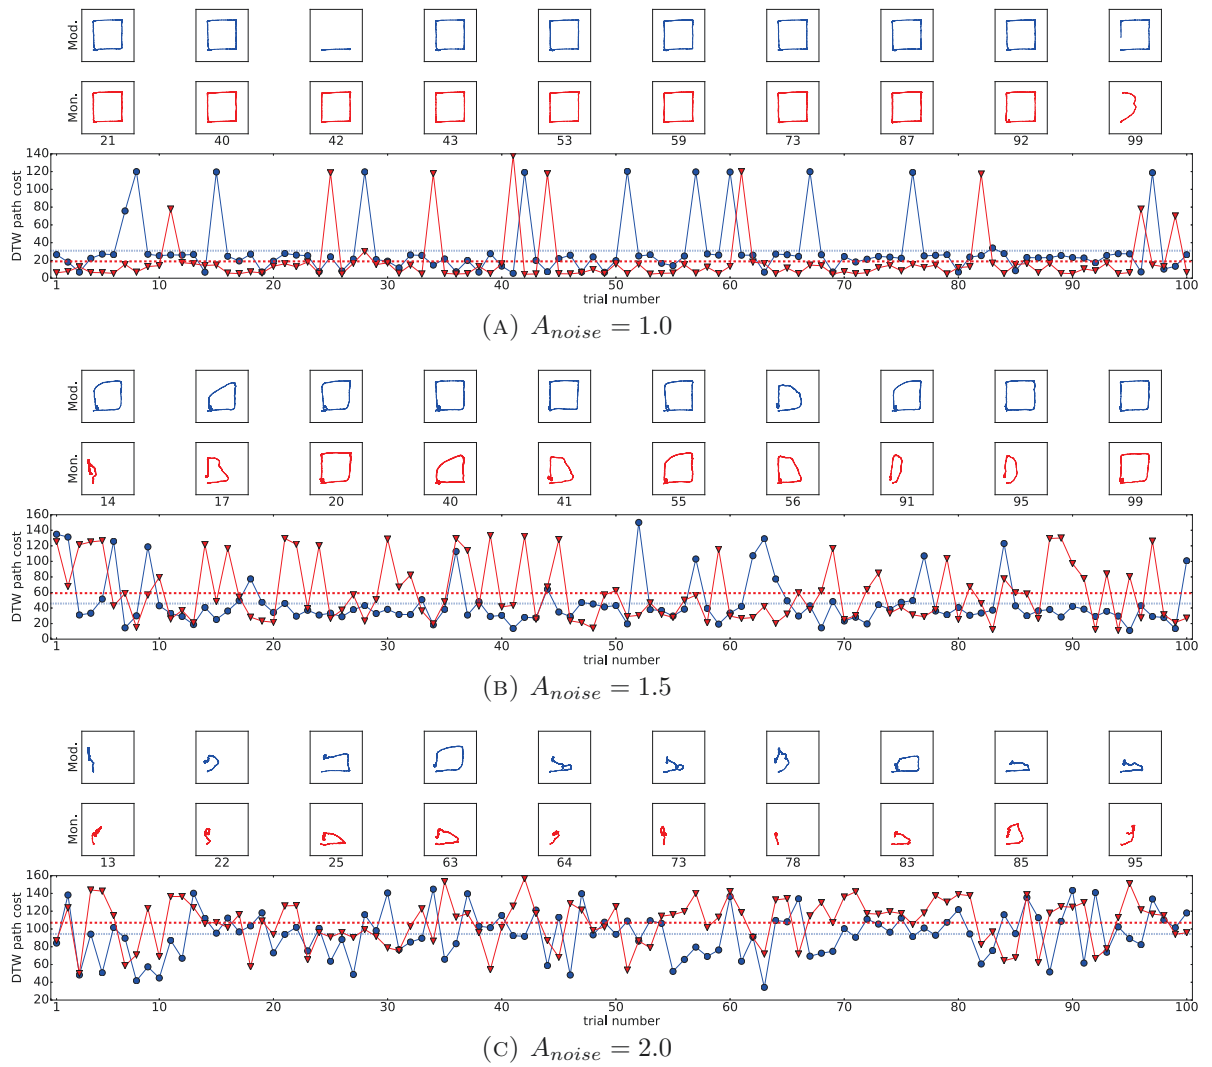 Mod.
Mon.
21 40 42 43 53 59 73 87 92 99
DTW path cost
140
120
100
80
60
40
20
0
1 10 20 30 40 50 60 70 80 90 100
trial number
(A) A_noise = 1.0
Mod.
Mon.
14 17 20 40 41 55 56 91 95 99
DTW path cost
160
140
120
100
80
60
40
20
0
1 10 20 30 40 50 60 70 80 90 100
trial number
(B) A_noise = 1.5
Mod.
Mon.
13 22 25 63 64 73 78 83 85 95
DTW path cost
160
140
120
100
80
60
40
20
1 10 20 30 40 50 60 70 80 90 100
trial number
(C) A_noise = 2.0